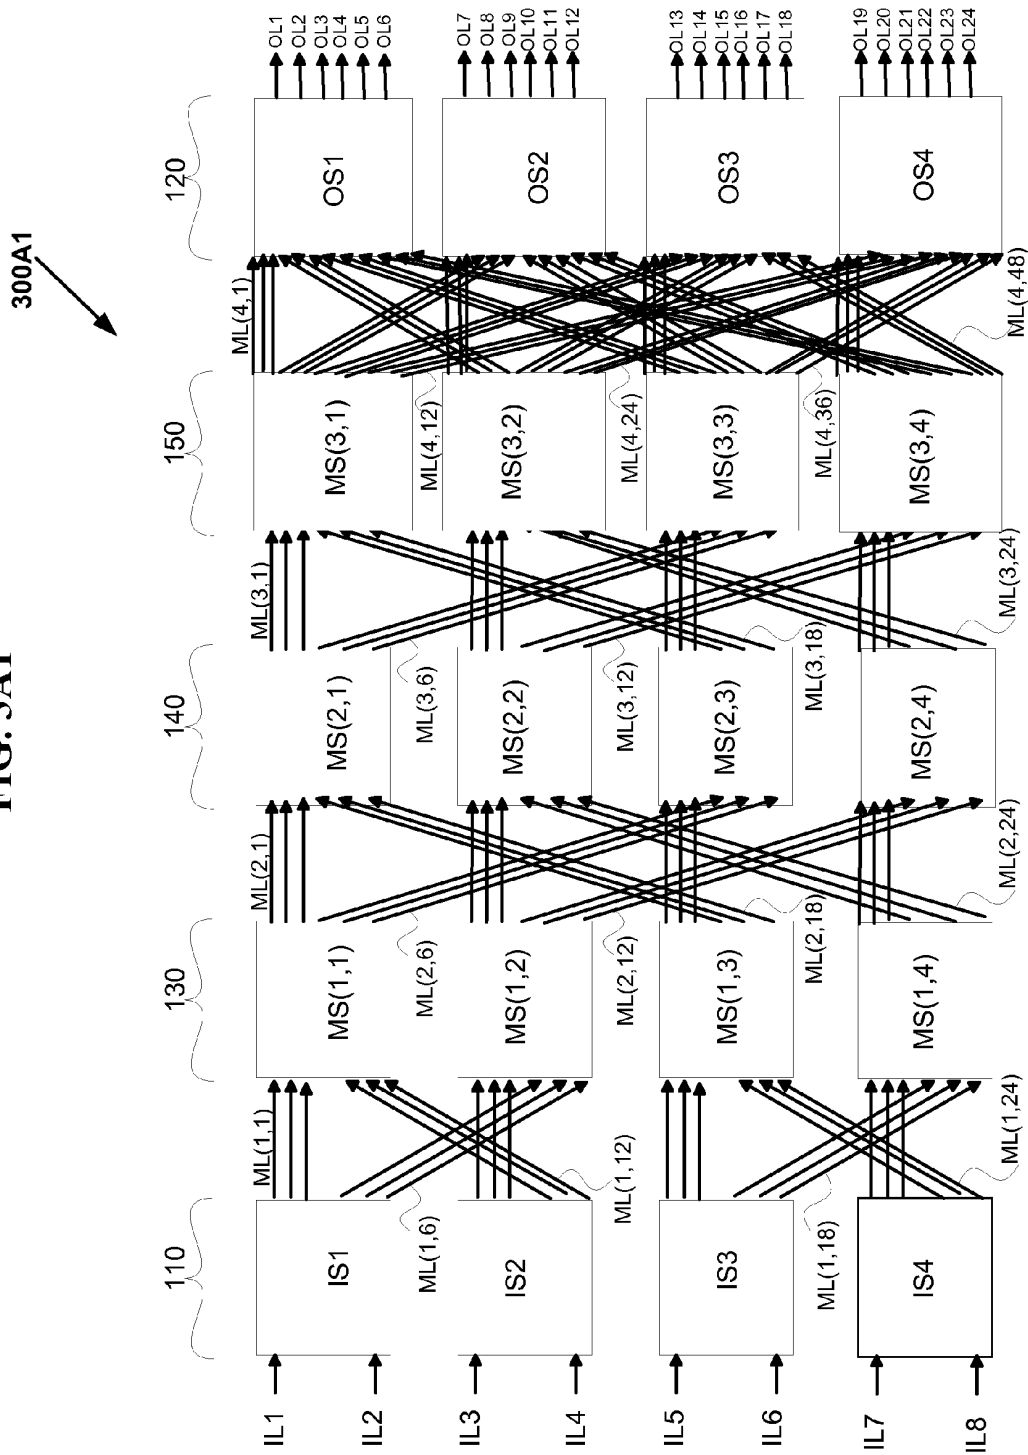 300A1
FIG. 3A1
110
130
140
150
120
IL1
IL2
IL3
IL4
IL5
IL6
IL7
IL8
IS1
IS2
IS3
IS4
ML(1,1)
ML(1,6)
ML(1,12)
ML(1,18)
ML(1,24)
MS(1,1)
MS(1,2)
MS(1,3)
MS(1,4)
ML(2,1)
ML(2,6)
ML(2,12)
ML(2,18)
ML(2,24)
MS(2,1)
MS(2,2)
MS(2,3)
MS(2,4)
ML(3,1)
ML(3,6)
ML(3,12)
ML(3,18)
ML(3,24)
MS(3,1)
MS(3,2)
MS(3,3)
MS(3,4)
ML(4,1)
ML(4,12)
ML(4,24)
ML(4,36)
ML(4,48)
OS1
OS2
OS3
OS4
OL1
OL2
OL3
OL4
OL5
OL6
OL7
OL8
OL9
OL10
OL11
OL12
OL13
OL14
OL15
OL16
OL17
OL18
OL19
OL20
OL21
OL22
OL23
OL24